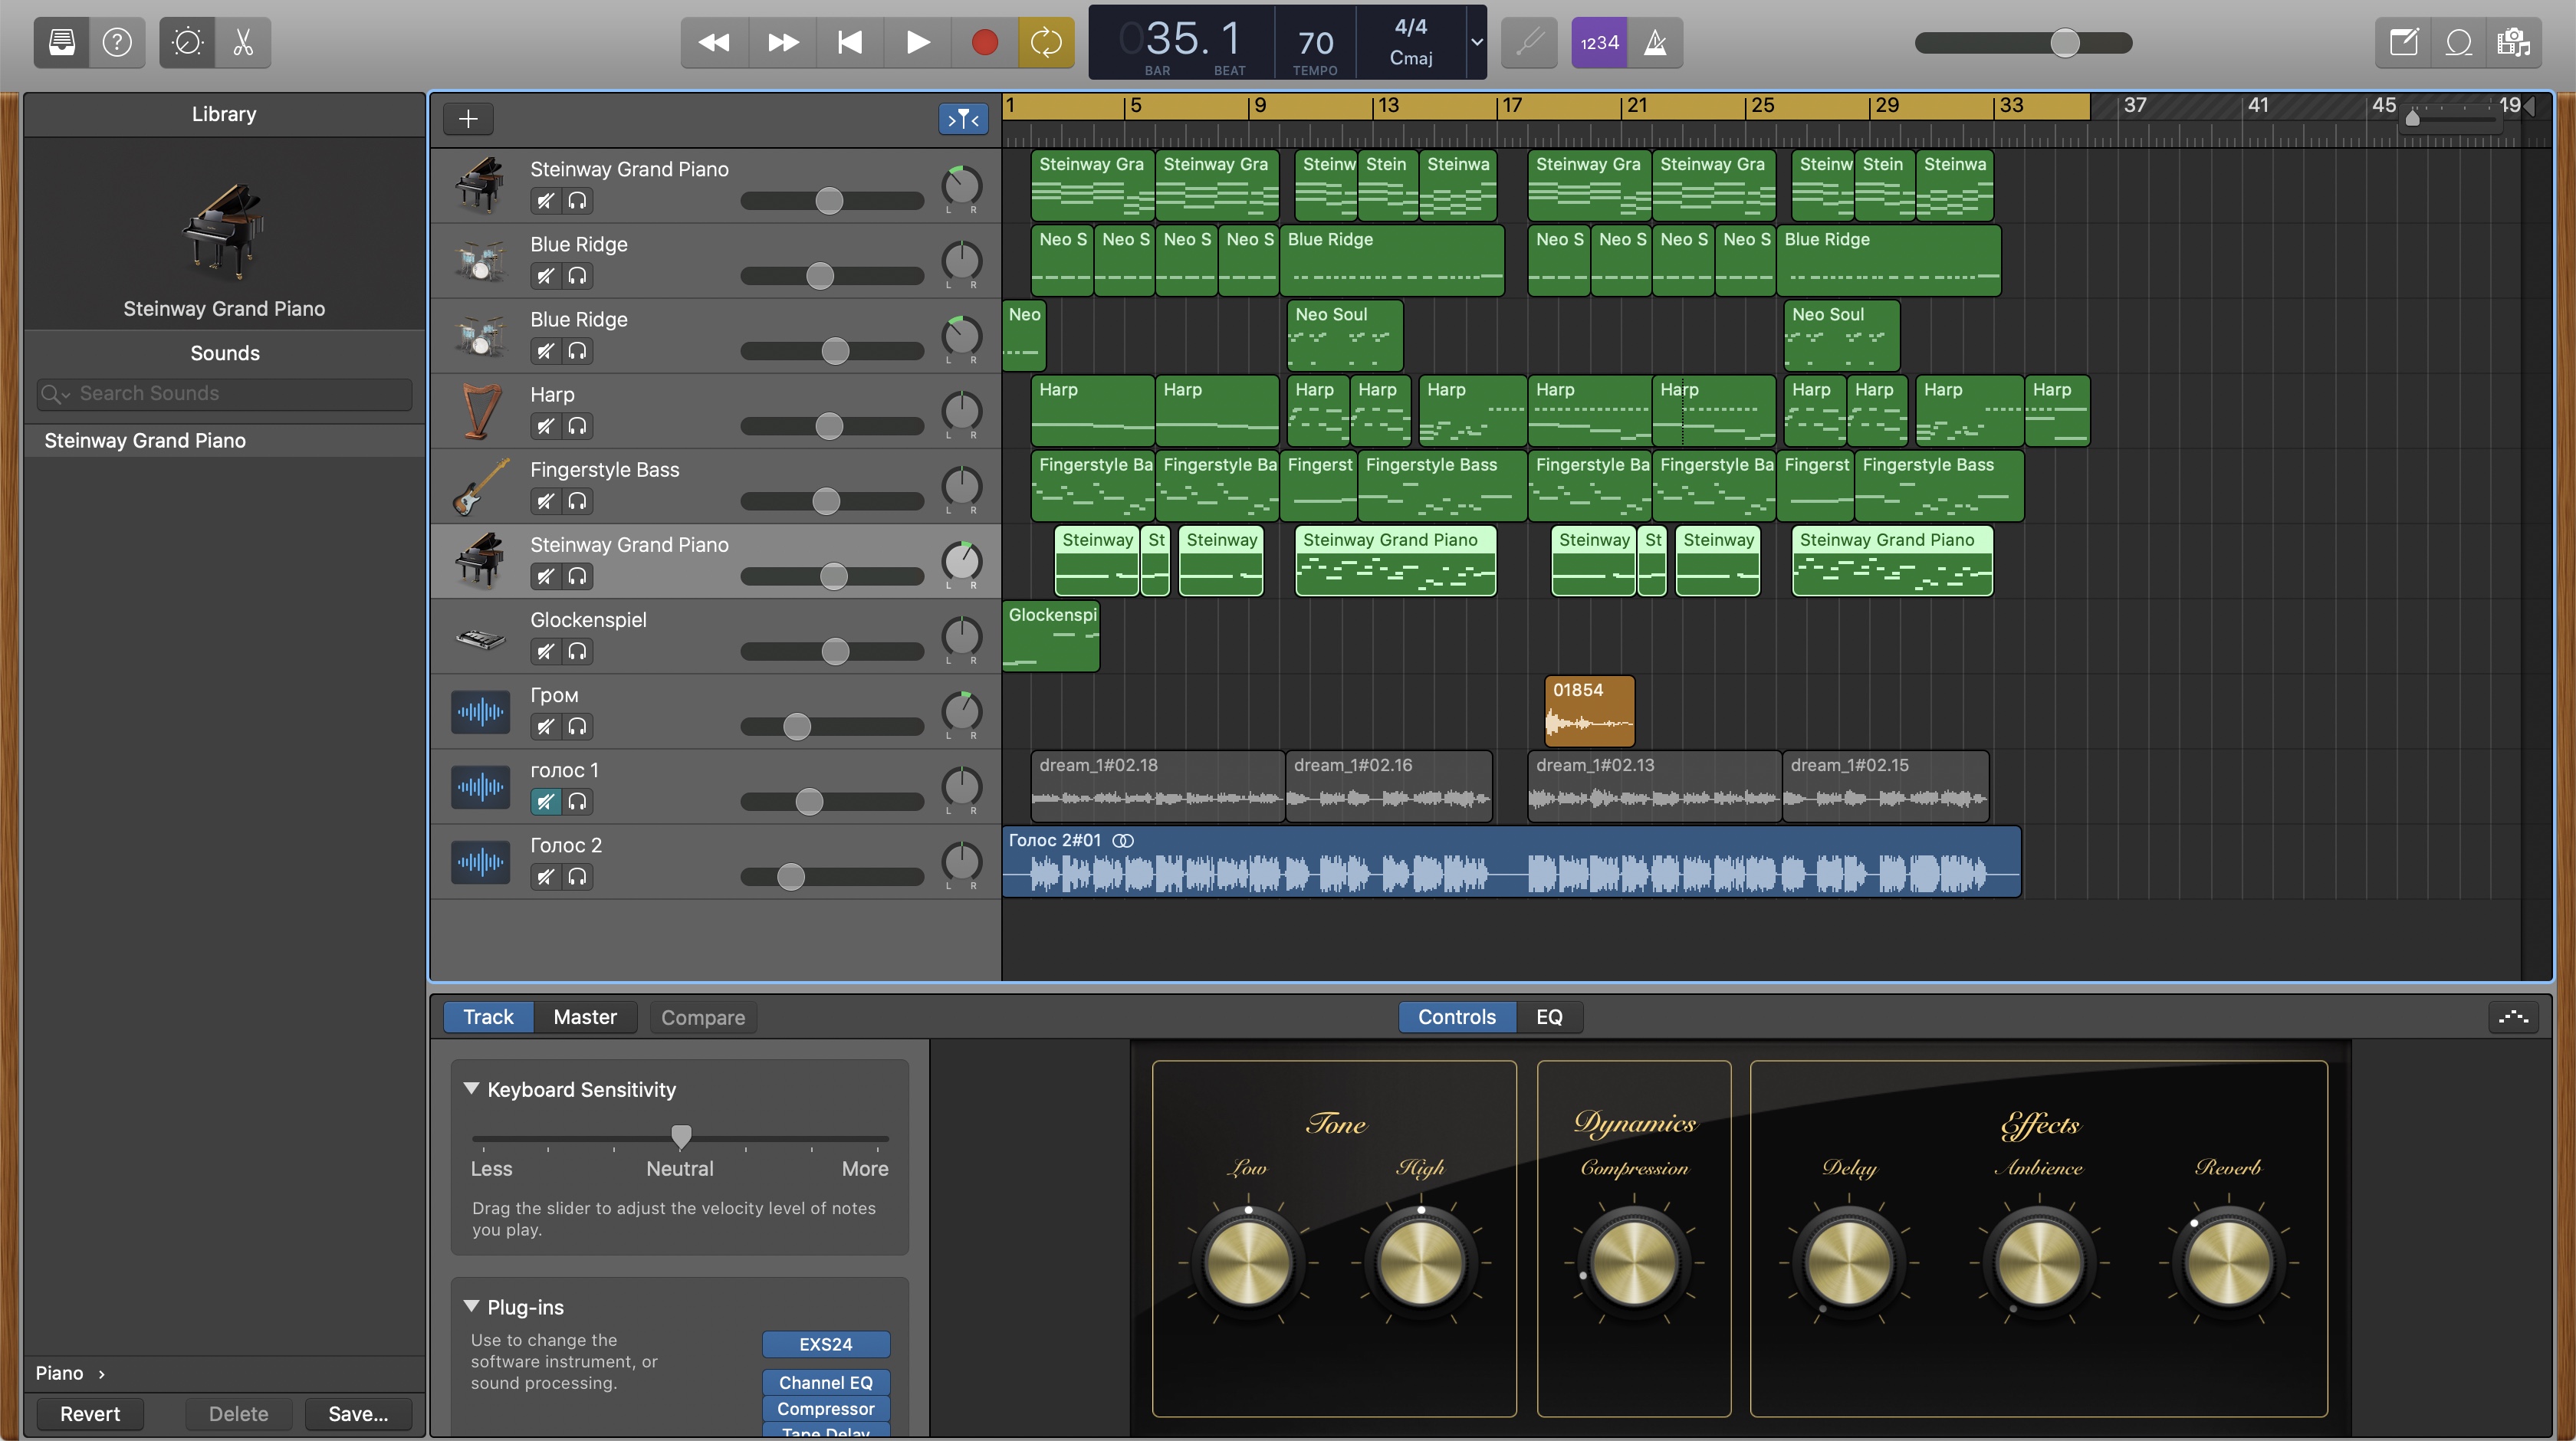 1234
035. 1
BAR BEAT
70
TEMPO
4/4
Cmaj
Library
Steinway Grand Piano
Sounds
Search Sounds
Steinway Grand Piano
Piano ›
Revert Delete Save...
1 5 9 13 17 21 25 29 33 37 41 45 49
Steinway Grand Piano
L R
Steinway Gra Steinway Gra Steinw Stein Steinwa Steinway Gra Steinway Gra Steinw Stein Steinwa
Blue Ridge
L R
Neo S Neo S Neo S Neo S Blue Ridge Neo S Neo S Neo S Neo S Blue Ridge
Blue Ridge
L R
Neo Neo Soul Neo Soul
Harp
L R
Harp Harp Harp Harp Harp Harp Harp Harp Harp Harp Harp
Fingerstyle Bass
L R
Fingerstyle Ba Fingerstyle Ba Fingerst Fingerstyle Bass Fingerstyle Ba Fingerstyle Ba Fingerst Fingerstyle Bass
Steinway Grand Piano
L R
Steinway St Steinway Steinway Grand Piano Steinway St Steinway Steinway Grand Piano
Glockenspiel
L R
Glockenspi
Гром
L R
01854
голос 1
L R
dream_1#02.18 dream_1#02.16 dream_1#02.13 dream_1#02.15
Голос 2
L R
Голос 2#01
Track Master Compare
Controls EQ
Keyboard Sensitivity
Less Neutral More
Drag the slider to adjust the velocity level of notes
you play.
Plug-ins
Use to change the
software instrument, or
sound processing.
EXS24
Channel EQ
Compressor
Tape Delay
Tone
Low High
Dynamics
Compression
Effects
Delay Ambience Reverb